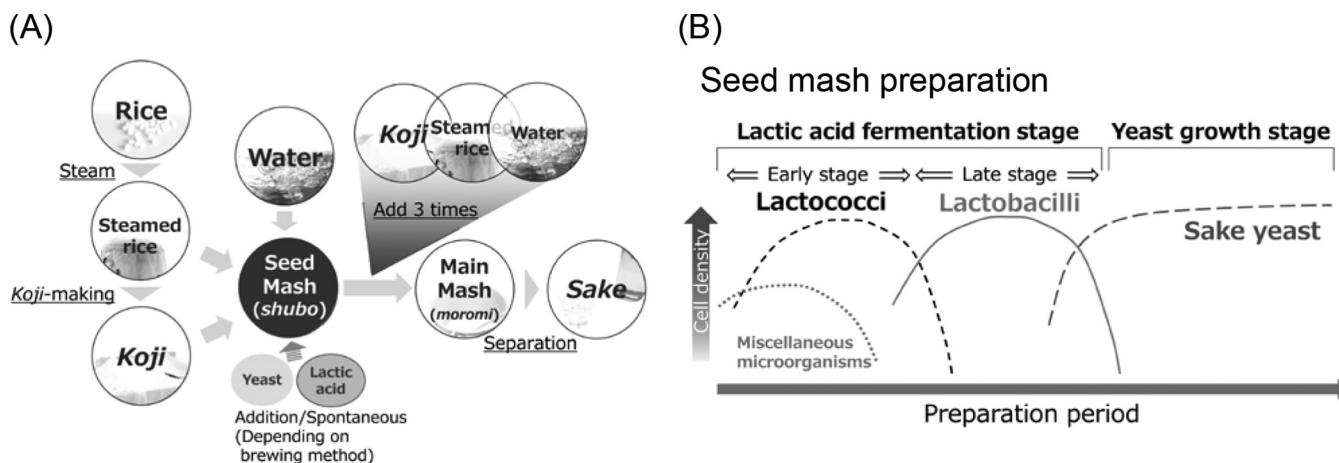 (A)
Rice
Steam
Steamed
rice
Koji-making
Koji
Water
Koji
Steamed
rice
Water
Add 3 times
Seed
Mash
(shubo)
Yeast
Lactic
acid
Addition/Spontaneous
(Depending on
brewing method)
Main
Mash
(moromi)
Separation
Sake
(B)
Seed mash preparation
Lactic acid fermentation stage
Yeast growth stage
Early stage
Late stage
Lactococci
Lactobacilli
Sake yeast
Cell density
Miscellaneous
microorganisms
Preparation period